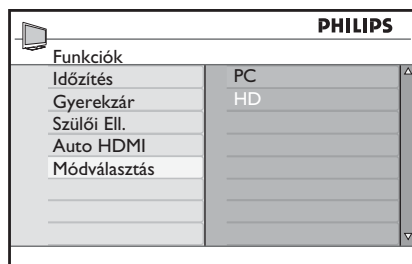 PHILIPS
Funkciók
Időzítés
Gyerekzár
Szülői Ell.
Auto HDMI
Módválasztás
PC
HD